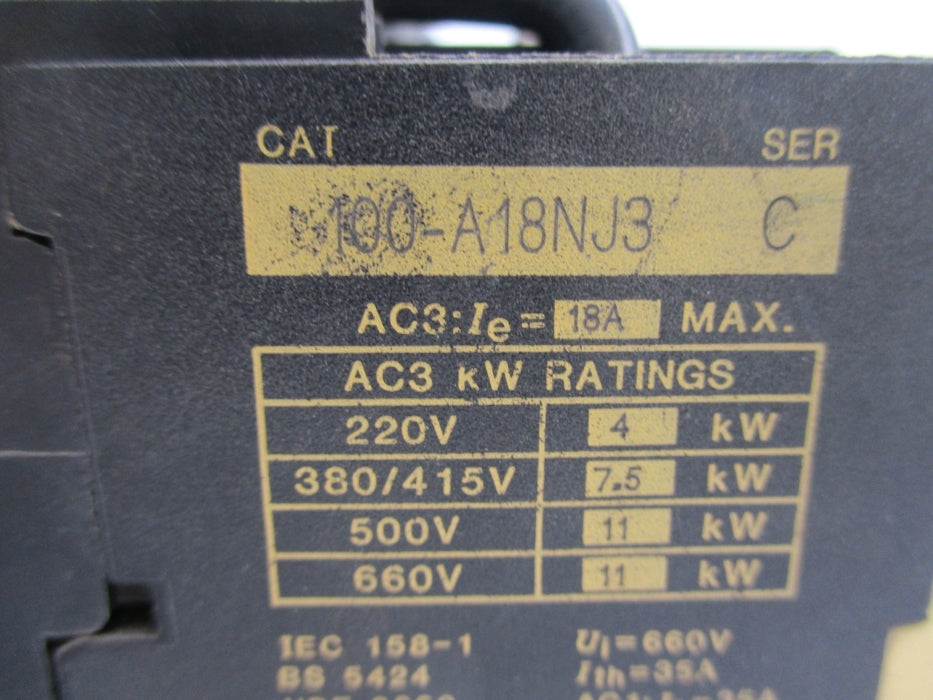 CAT SER
100-A18NJ3 C
AC3: Ie = 18A MAX.
AC3 kW RATINGS
220V 4 kW
380/415V 7.5 kW
500V 11 kW
660V 11 kW
IEC 158-1 Ui=660V
BS 5424 Ith=35A